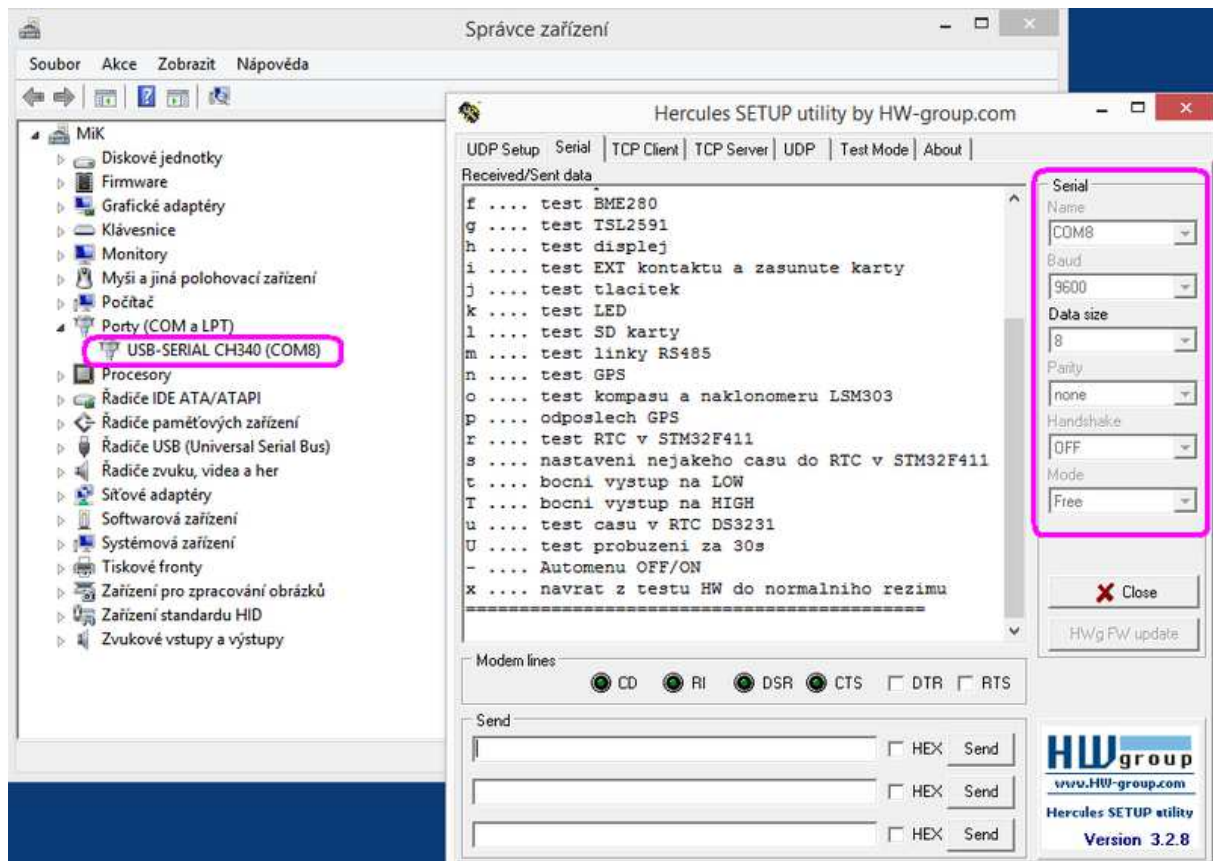 Správce zařízení
Soubor Akce Zobrazit Nápověda
MiK
Diskové jednotky
Firmware
Grafické adaptéry
Klávesnice
Monitory
Myši a jiná polohovací zařízení
Počítač
Porty (COM a LPT)
USB-SERIAL CH340 (COM8)
Procesory
Řadiče IDE ATA/ATAPI
Řadiče paměťových zařízení
Řadiče USB (Universal Serial Bus)
Řadiče zvuku, videa a her
Síťové adaptéry
Softwarová zařízení
Systémová zařízení
Tiskové fronty
Zařízení pro zpracování obrázků
Zařízení standardu HID
Zvukové vstupy a výstupy
Hercules SETUP utility by HW-group.com
UDP Setup Serial TCP Client TCP Server UDP Test Mode About
Received/Sent data
f .... test BME280
g .... test TSL2591
h .... test displej
i .... test EXT kontaktu a zasunute karty
j .... test tlacitek
k .... test LED
l .... test SD karty
m .... test linky RS485
n .... test GPS
o .... test kompasu a naklonomeru LSM303
p .... odposlech GPS
r .... test RTC v STM32F411
s .... nastaveni nejakeho casu do RTC v STM32F411
t .... bocni vystup na LOW
T .... bocni vystup na HIGH
u .... test casu v RTC DS3231
U .... test probuzeni za 30s
- .... Automenu OFF/ON
x .... navrat z testu HW do normalniho rezimu
===========================================
Serial
Name
COM8
Baud
9600
Data size
8
Parity
none
Handshake
OFF
Mode
Free
Close
HWg FW update
Modem lines
CD RI DSR CTS DTR RTS
Send
HEX Send
HEX Send
HEX Send
HW group
www.HW-group.com
Hercules SETUP utility
Version 3.2.8